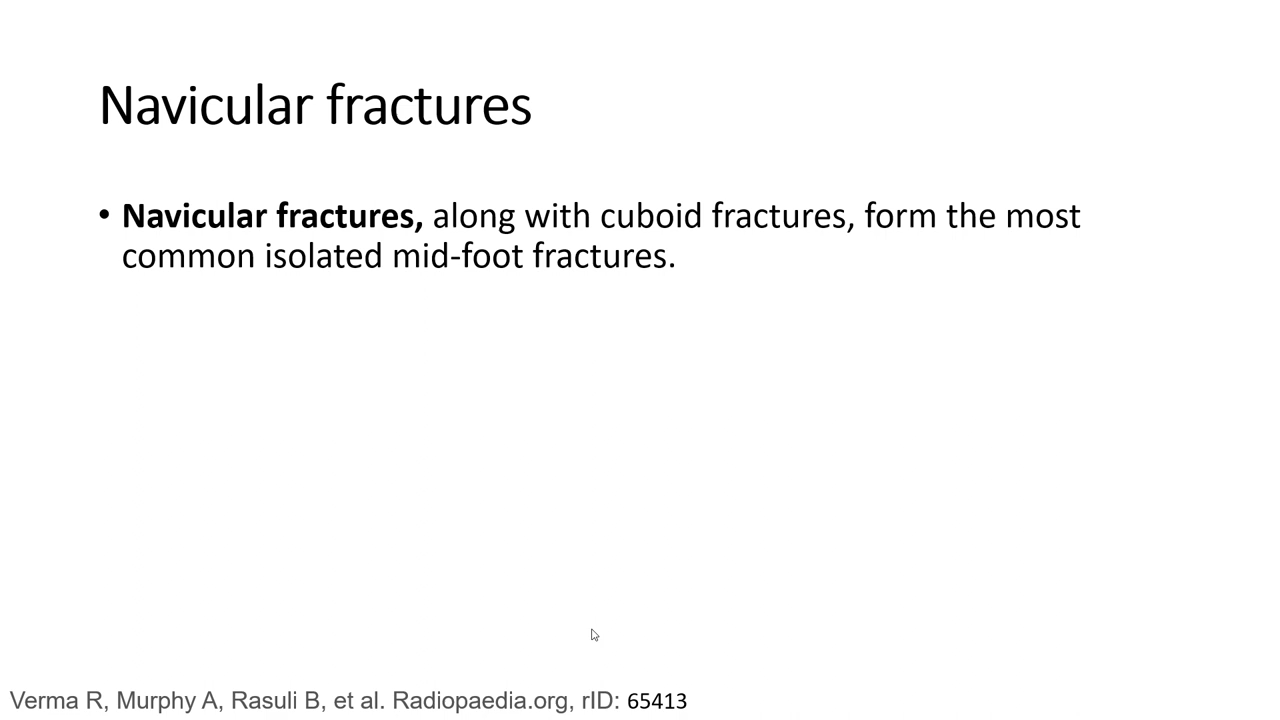 Navicular fractures
• Navicular fractures, along with cuboid fractures, form the most
common isolated mid-foot fractures.
Verma R, Murphy A, Rasuli B, et al. Radiopaedia.org, rID: 65413